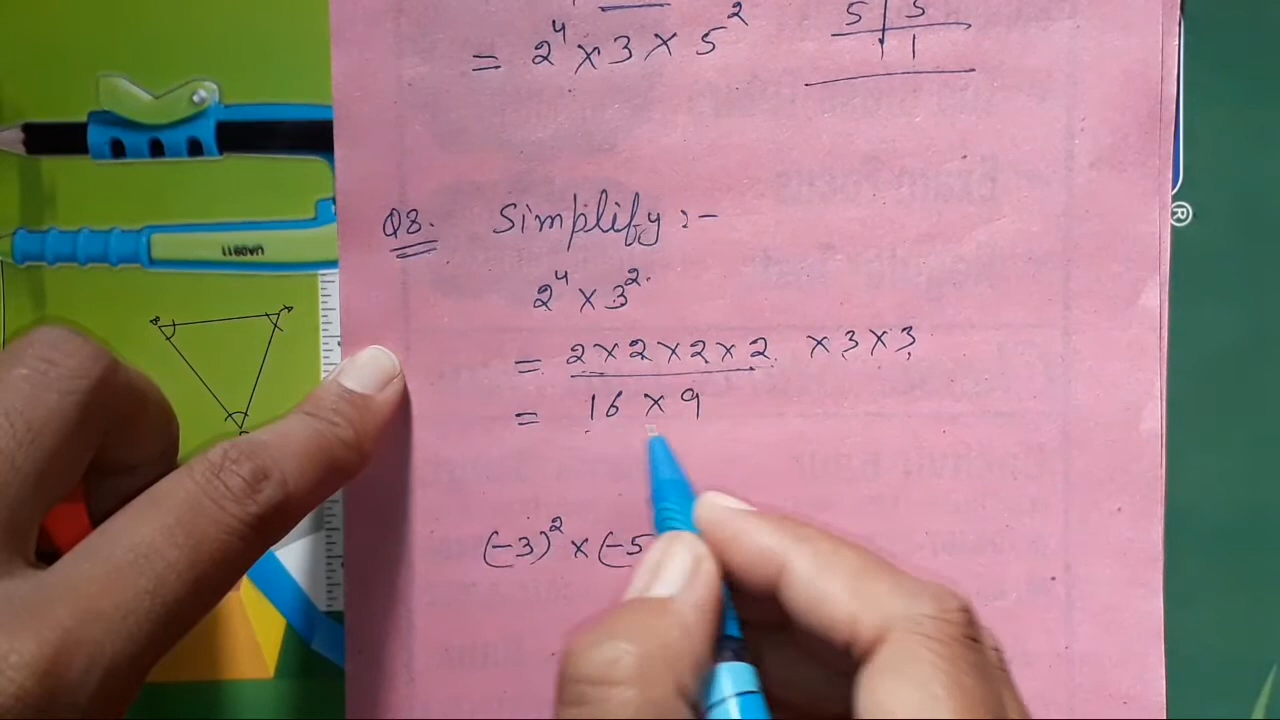 = 2⁴ × 3 × 5²
5 | 5
1
Q8. Simplify :-
2⁴ × 3²
= 2 × 2 × 2 × 2 × 3 × 3
= 16 × 9
(-3)² × (-5
UA0911
B A
®